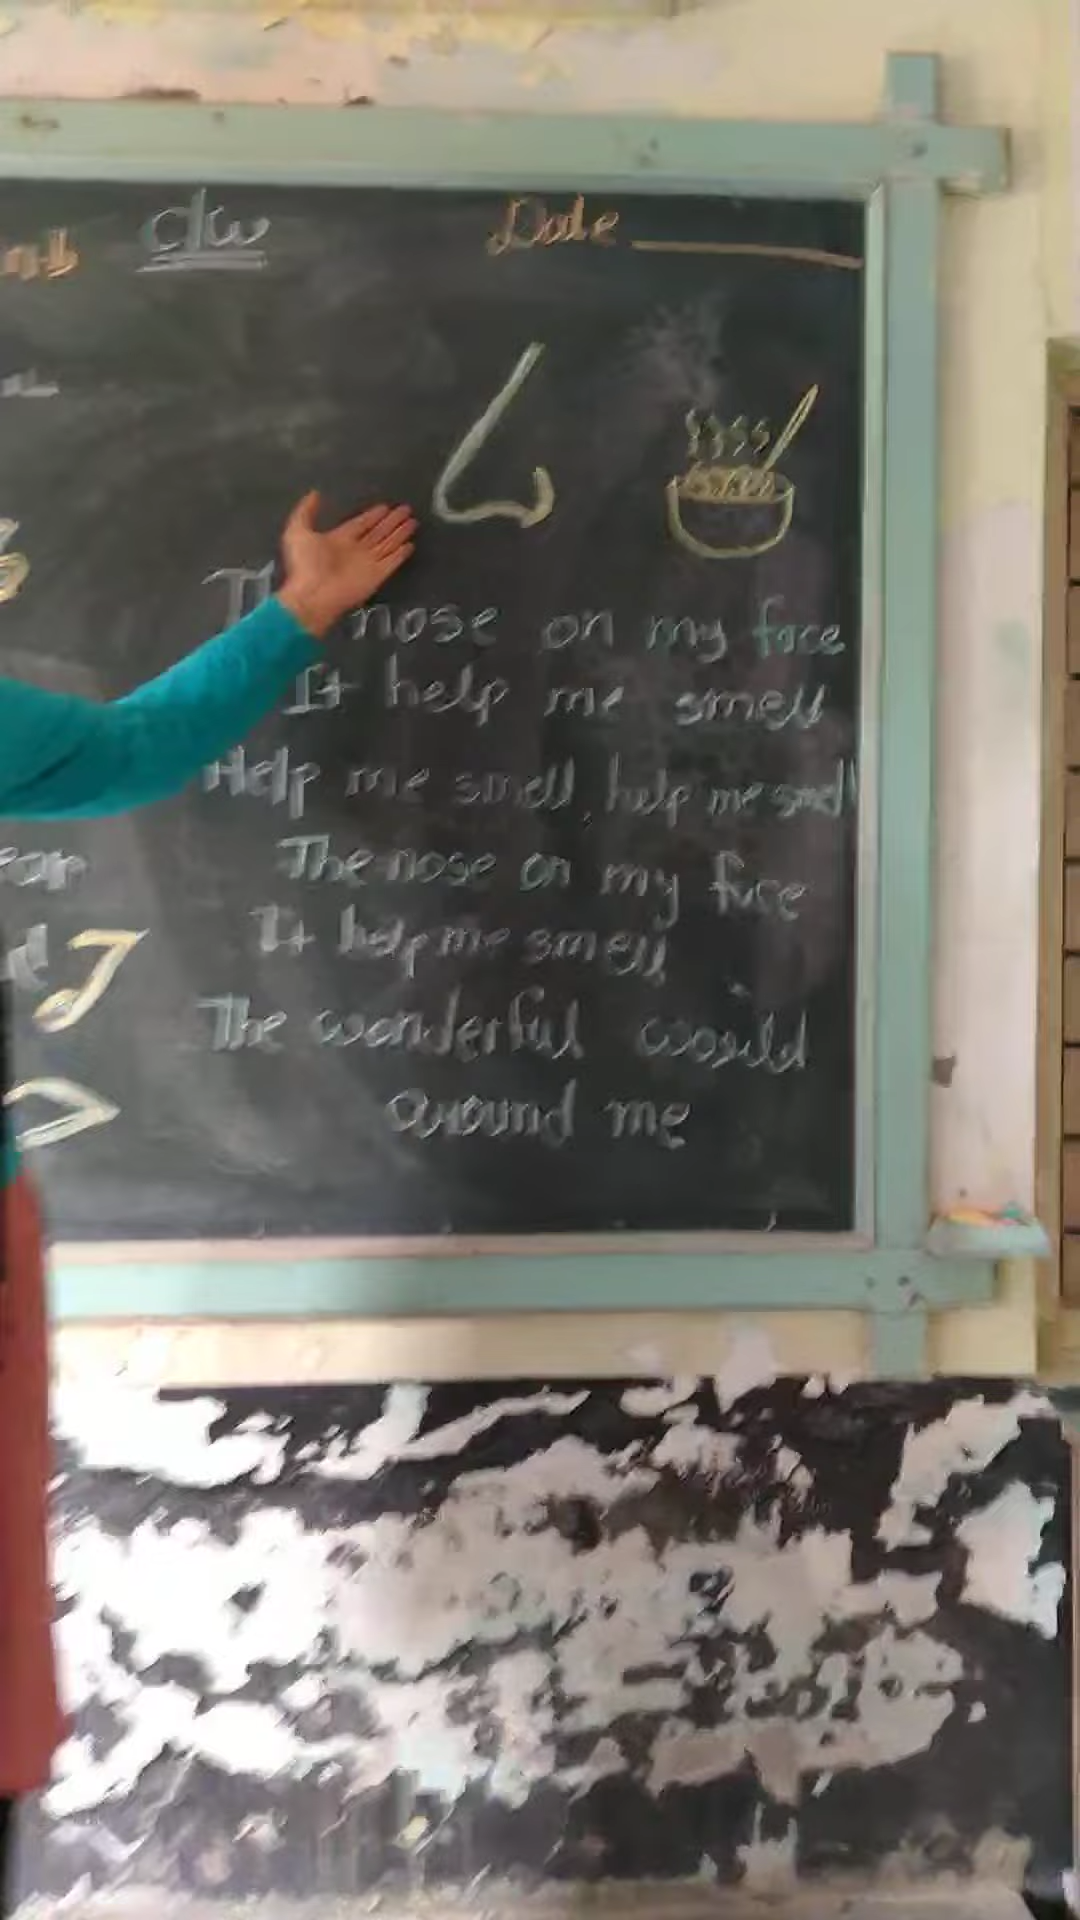 c/w
Date
The nose on my face
It help me smell
Help me smell, help me smell
The nose on my face
It help me smell
The wonderful world
around me